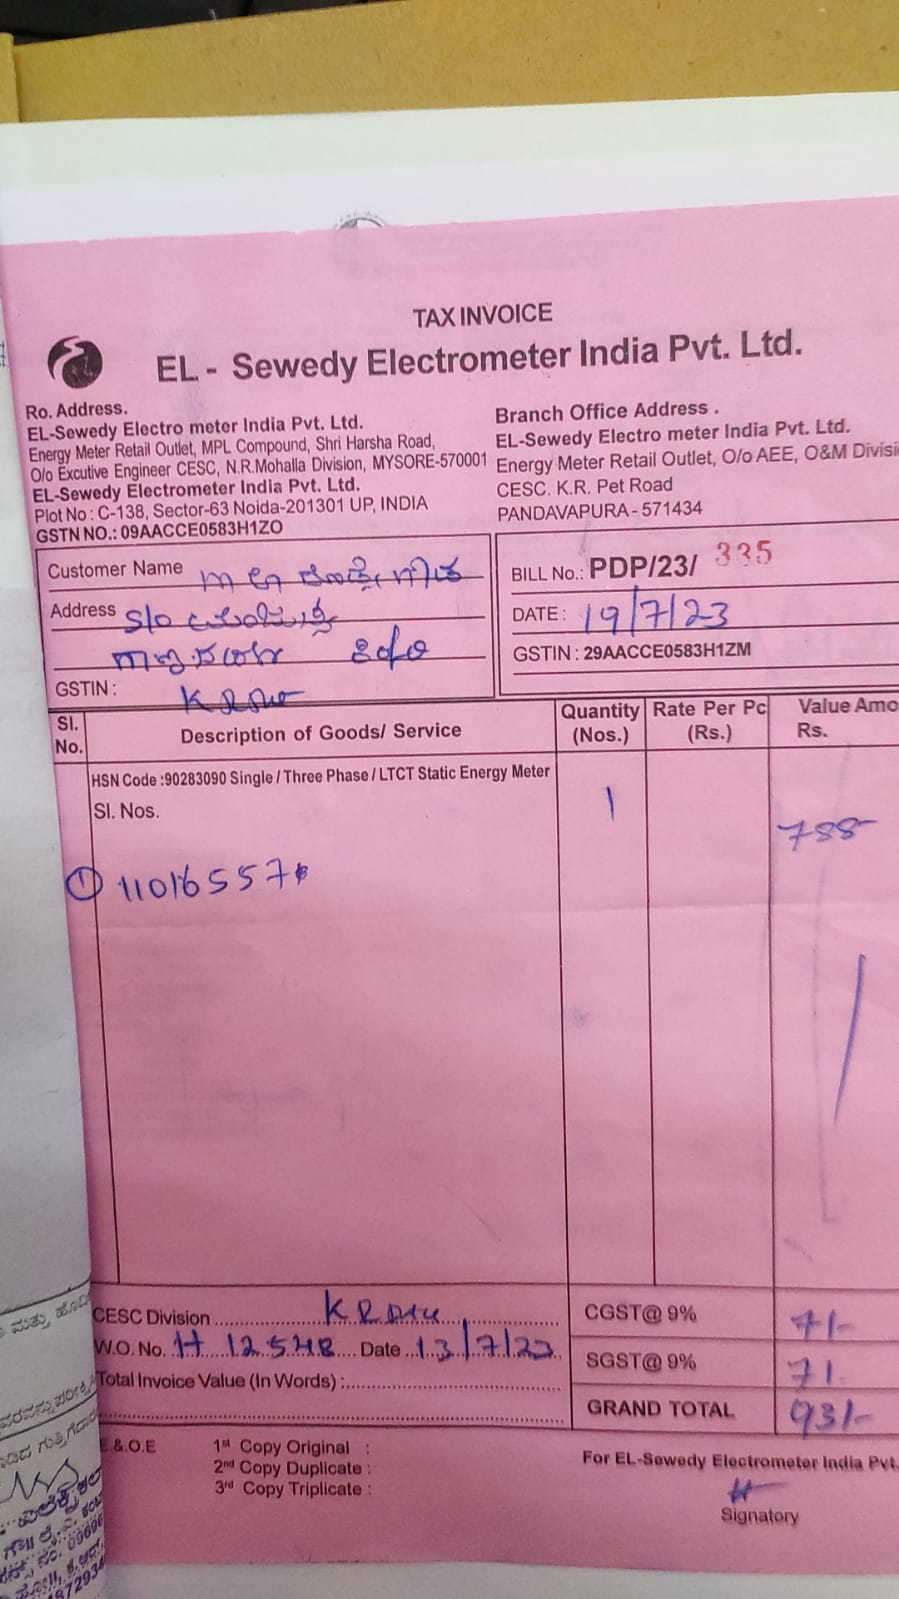 TAX INVOICE
EL - Sewedy Electrometer India Pvt. Ltd.
Ro. Address.
EL-Sewedy Electro meter India Pvt. Ltd.
Energy Meter Retail Outlet, MPL Compound, Shri Harsha Road,
O/o Excutive Engineer CESC, N.R.Mohalla Division, MYSORE-570001
EL-Sewedy Electrometer India Pvt. Ltd.
Plot No : C-138, Sector-63 Noida-201301 UP, INDIA
GSTN NO.: 09AACCE0583H1ZO
Branch Office Address .
EL-Sewedy Electro meter India Pvt. Ltd.
Energy Meter Retail Outlet, O/o AEE, O&M Divisi
CESC. K.R. Pet Road
PANDAVAPURA - 571434
Customer Name
Address S/o
GSTIN :
BILL No.: PDP/23/ 335
DATE : 19/7/23
GSTIN : 29AACCE0583H1ZM
Sl. No. Description of Goods/ Service Quantity (Nos.) Rate Per Pc (Rs.) Value Amo Rs.
HSN Code :90283090 Single / Three Phase / LTCT Static Energy Meter 1
Sl. Nos. 788-
1 11016557
CESC Division CGST@ 9% 71-
W.O. No. 12548 Date 13/7/23 SGST@ 9% 71
Total Invoice Value (In Words) :
GRAND TOTAL 931-
E.&.O.E 1st Copy Original :
2nd Copy Duplicate :
3rd Copy Triplicate :
For EL-Sewedy Electrometer India Pvt.
Signatory